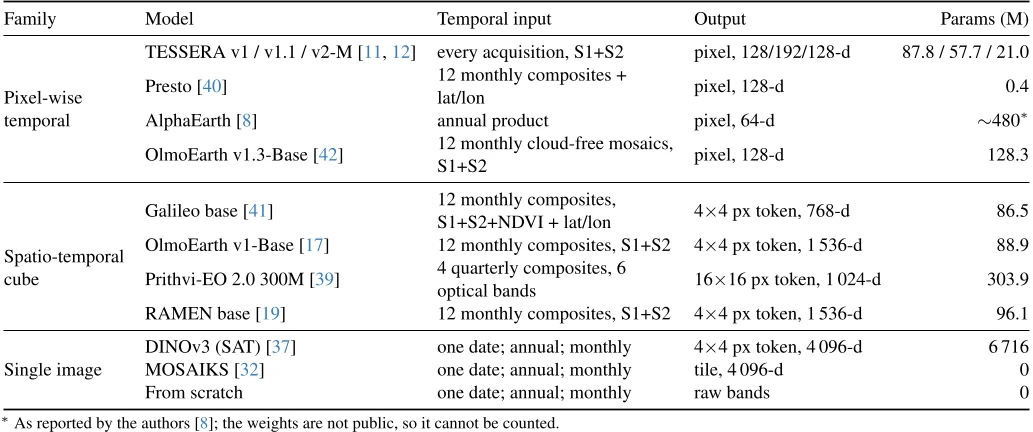 Family Model Temporal input Output Params (M)
Pixel-wise temporal
TESSERA v1 / v1.1 / v2-M [11, 12] every acquisition, S1+S2 pixel, 128/192/128-d 87.8 / 57.7 / 21.0
Presto [40] 12 monthly composites + lat/lon pixel, 128-d 0.4
AlphaEarth [8] annual product pixel, 64-d ∼480*
OlmoEarth v1.3-Base [42] 12 monthly cloud-free mosaics, S1+S2 pixel, 128-d 128.3
Spatio-temporal cube
Galileo base [41] 12 monthly composites, S1+S2+NDVI + lat/lon 4×4 px token, 768-d 86.5
OlmoEarth v1-Base [17] 12 monthly composites, S1+S2 4×4 px token, 1 536-d 88.9
Prithvi-EO 2.0 300M [39] 4 quarterly composites, 6 optical bands 16×16 px token, 1 024-d 303.9
RAMEN base [19] 12 monthly composites, S1+S2 4×4 px token, 1 536-d 96.1
Single image
DINOv3 (SAT) [37] one date; annual; monthly 4×4 px token, 4 096-d 6 716
MOSAIKS [32] one date; annual; monthly tile, 4 096-d 0
From scratch one date; annual; monthly raw bands 0
* As reported by the authors [8]; the weights are not public, so it cannot be counted.